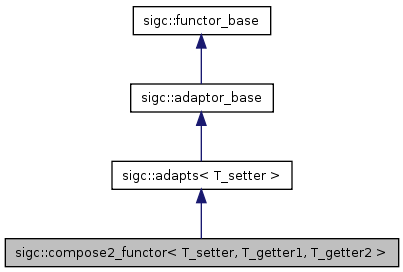 sigc::functor_base
sigc::adaptor_base
sigc::adapts< T_setter >
sigc::compose2_functor< T_setter, T_getter1, T_getter2 >